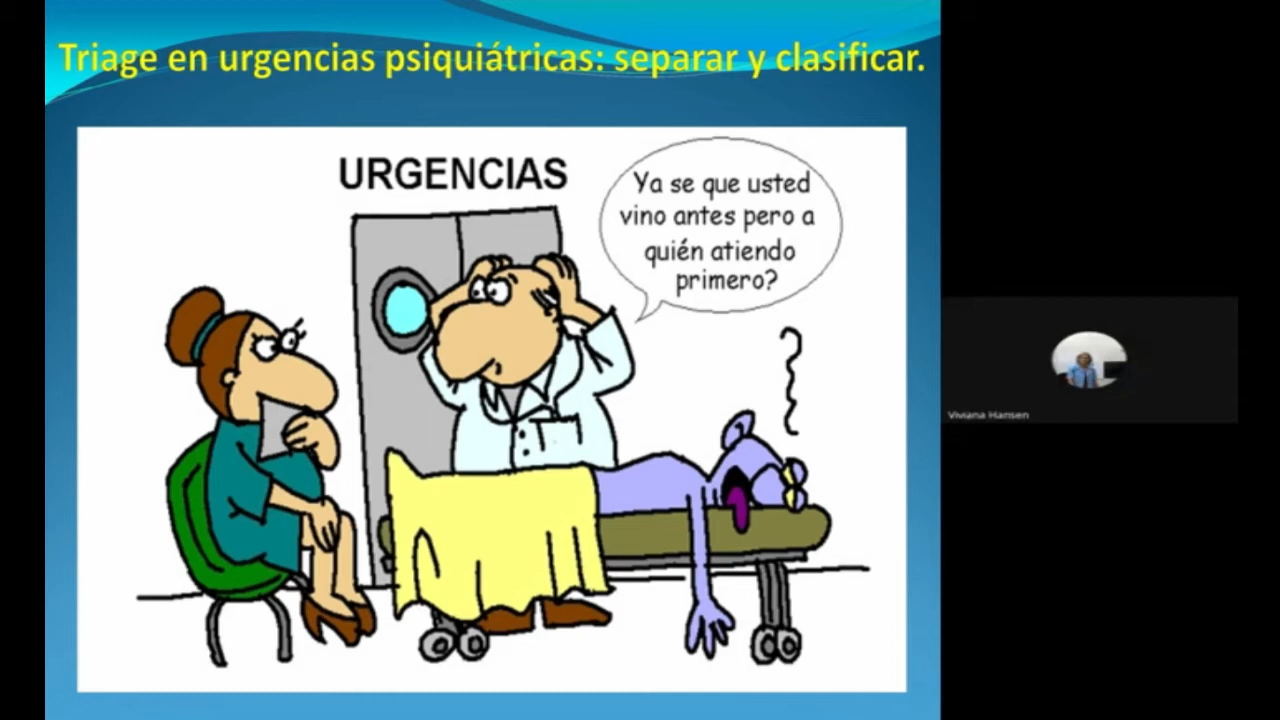 Triage en urgencias psiquiátricas: separar y clasificar.
URGENCIAS
Ya se que usted
vino antes pero a
quién atiendo
primero?
Viviana Hansen